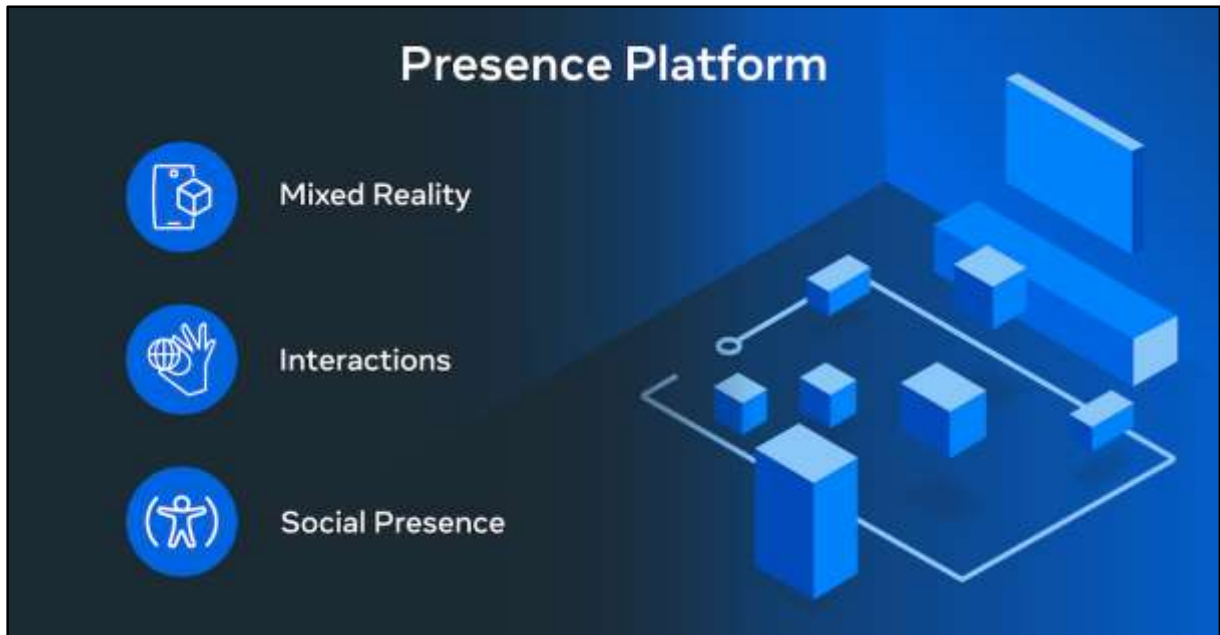 Presence Platform
Mixed Reality
Interactions
Social Presence